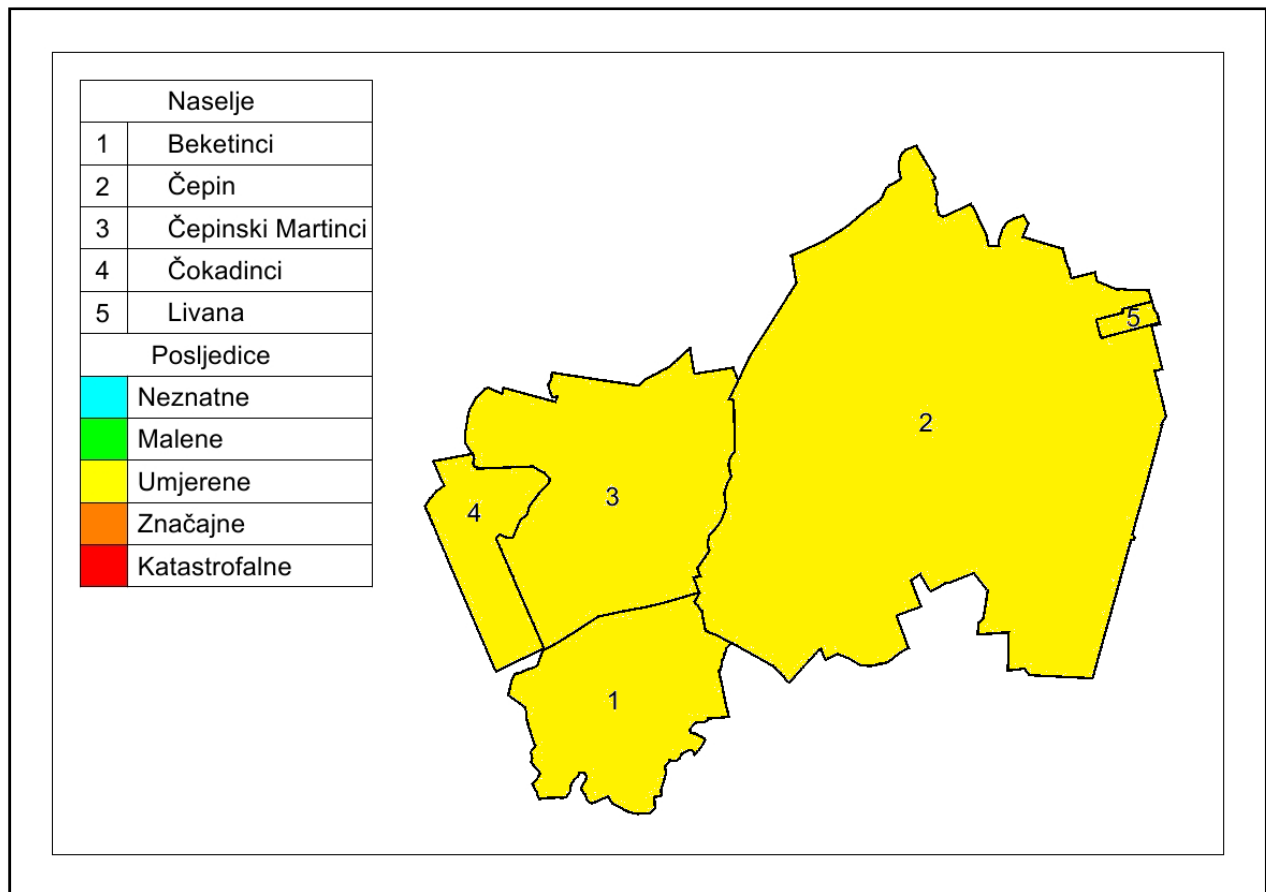 Naselje
1 Beketinci
2 Čepin
3 Čepinski Martinci
4 Čokadinci
5 Livana
Posljedice
Neznatne
Malene
Umjerene
Značajne
Katastrofalne
5
2
3
4
1